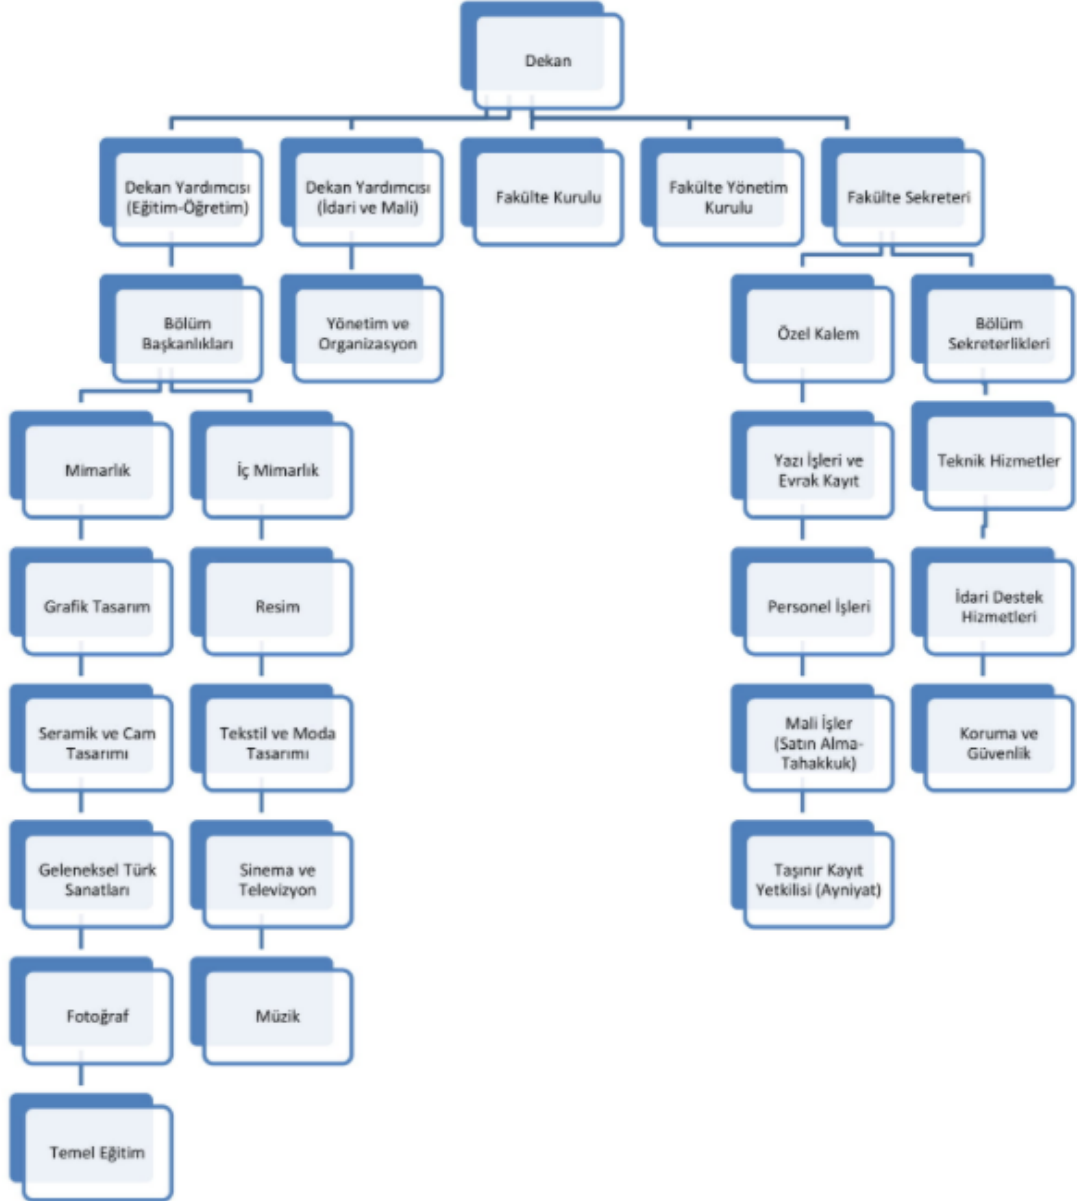 Dekan
Dekan Yardımcısı
(Eğitim-Öğretim)
Dekan Yardımcısı
(İdari ve Mali)
Fakülte Kurulu
Fakülte Yönetim
Kurulu
Fakülte Sekreteri
Bölüm
Başkanlıkları
Yönetim ve
Organizasyon
Özel Kalem
Bölüm
Sekreterlikleri
Mimarlık
İç Mimarlık
Yazı İşleri ve
Evrak Kayıt
Teknik Hizmetler
Grafik Tasarım
Resim
Personel İşleri
İdari Destek
Hizmetleri
Seramik ve Cam
Tasarımı
Tekstil ve Moda
Tasarımı
Mali İşler
(Satın Alma-
Tahakkuk)
Koruma ve
Güvenlik
Geleneksel Türk
Sanatları
Sinema ve
Televizyon
Taşınır Kayıt
Yetkilisi (Ayniyat)
Fotoğraf
Müzik
Temel Eğitim